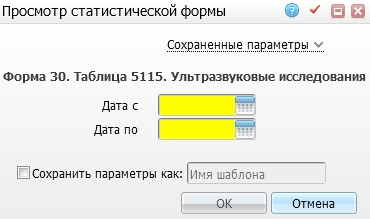 Просмотр статистической формы
Сохраненные параметры
Форма 30. Таблица 5115. Ультразвуковые исследования
Дата с
Дата по
Сохранить параметры как: Имя шаблона
OK Отмена